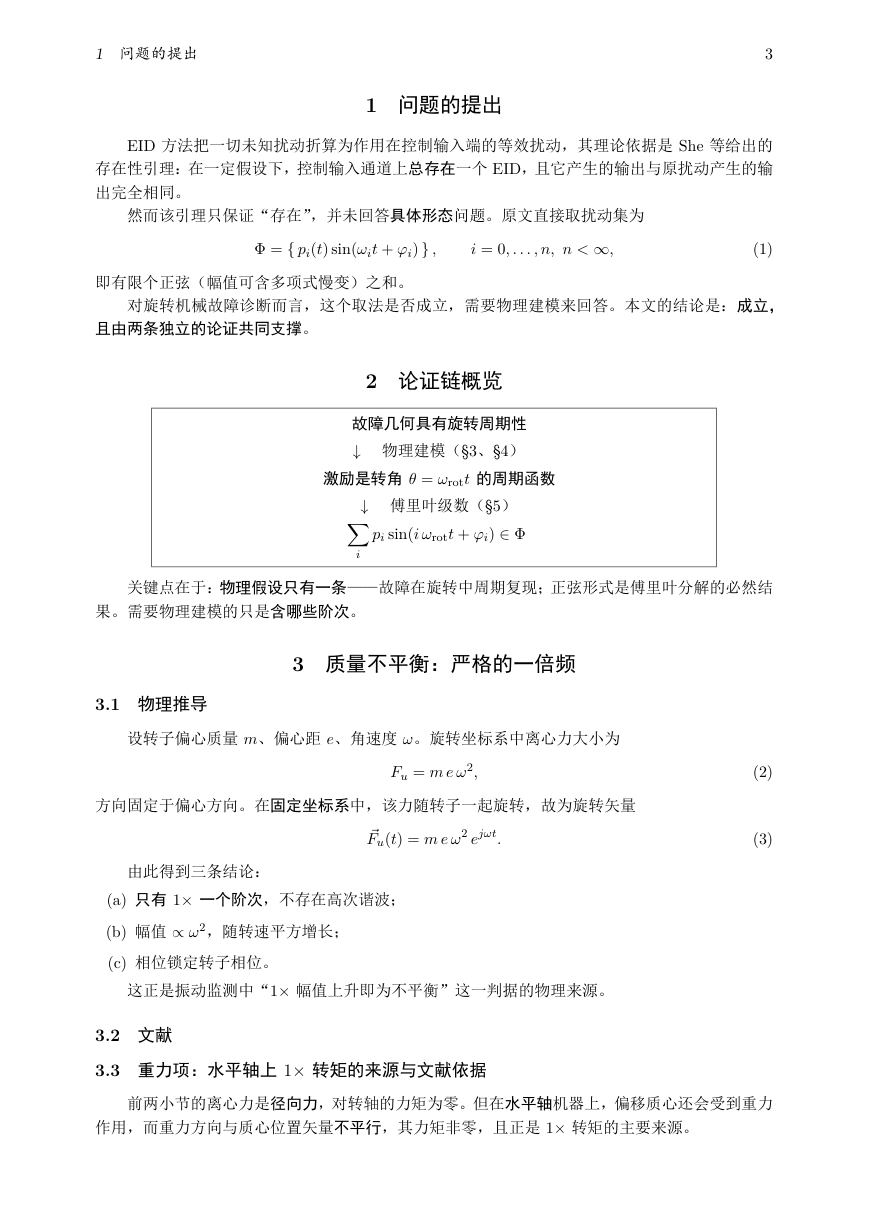 1 问题的提出 3
1 问题的提出
EID 方法把一切未知扰动折算为作用在控制输入端的等效扰动，其理论依据是 She 等给出的
存在性引理：在一定假设下，控制输入通道上总存在一个 EID，且它产生的输出与原扰动产生的输
出完全相同。
然而该引理只保证“存在”，并未回答具体形态问题。原文直接取扰动集为
Φ = { pᵢ(t) sin(ωᵢt + φᵢ) } , i = 0, . . . , n, n < ∞, (1)
即有限个正弦（幅值可含多项式慢变）之和。
对旋转机械故障诊断而言，这个取法是否成立，需要物理建模来回答。本文的结论是：成立，
且由两条独立的论证共同支撑。
2 论证链概览
故障几何具有旋转周期性
↓ 物理建模（§3、§4）
激励是转角 θ = ω_rot t 的周期函数
↓ 傅里叶级数（§5）
∑ᵢ pᵢ sin(i ω_rot t + φᵢ) ∈ Φ
关键点在于：物理假设只有一条——故障在旋转中周期复现；正弦形式是傅里叶分解的必然结
果。需要物理建模的只是含哪些阶次。
3 质量不平衡：严格的一倍频
3.1 物理推导
设转子偏心质量 m、偏心距 e、角速度 ω。旋转坐标系中离心力大小为
Fᵤ = m e ω², (2)
方向固定于偏心方向。在固定坐标系中，该力随转子一起旋转，故为旋转矢量
F⃗ᵤ(t) = m e ω² e^{jωt}. (3)
由此得到三条结论：
(a) 只有 1× 一个阶次，不存在高次谐波；
(b) 幅值 ∝ ω²，随转速平方增长；
(c) 相位锁定转子相位。
这正是振动监测中“1× 幅值上升即为不平衡”这一判据的物理来源。
3.2 文献
3.3 重力项：水平轴上 1× 转矩的来源与文献依据
前两小节的离心力是径向力，对转轴的力矩为零。但在水平轴机器上，偏移质心还会受到重力
作用，而重力方向与质心位置矢量不平行，其力矩非零，且正是 1× 转矩的主要来源。